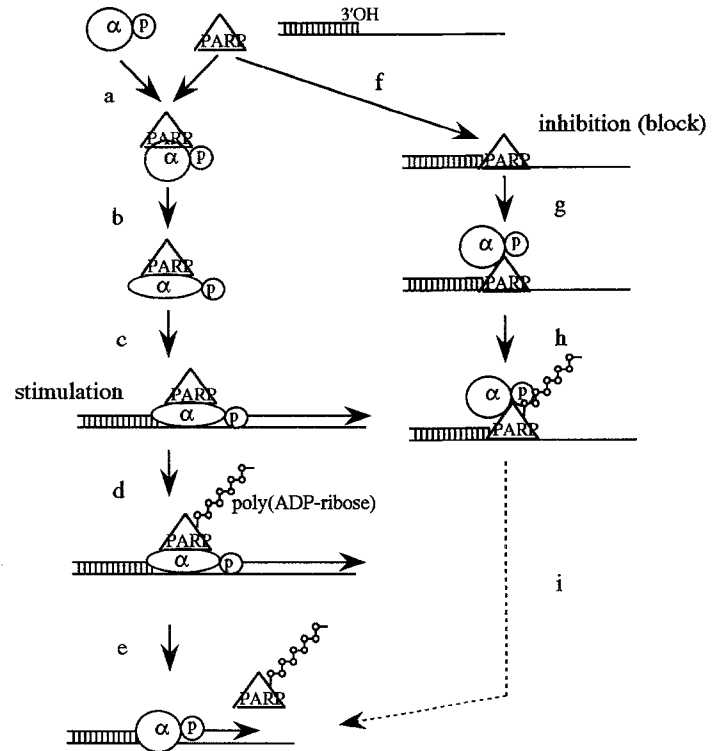 α p PARP 3'OH
a f
inhibition (block)
PARP α p PARP
b g
α p
PARP α p PARP
c h
stimulation
PARP α p α p PARP
d
poly(ADP-ribose)
PARP α p
i
e
PARP
α p